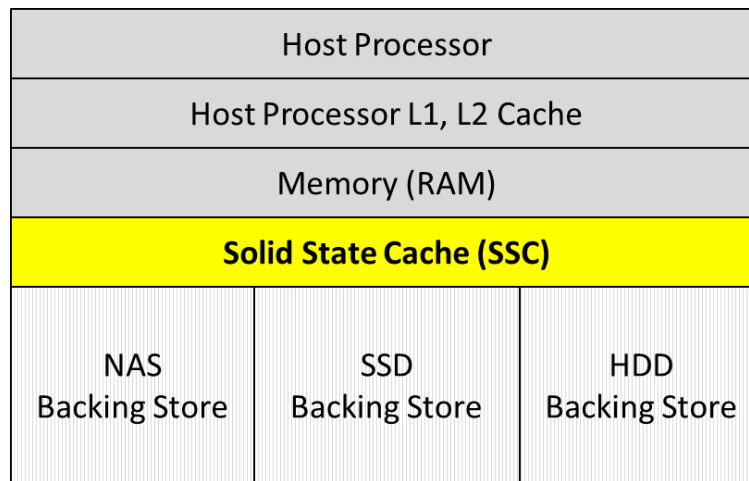 Host Processor
Host Processor L1, L2 Cache
Memory (RAM)
Solid State Cache (SSC)
NAS
Backing Store
SSD
Backing Store
HDD
Backing Store